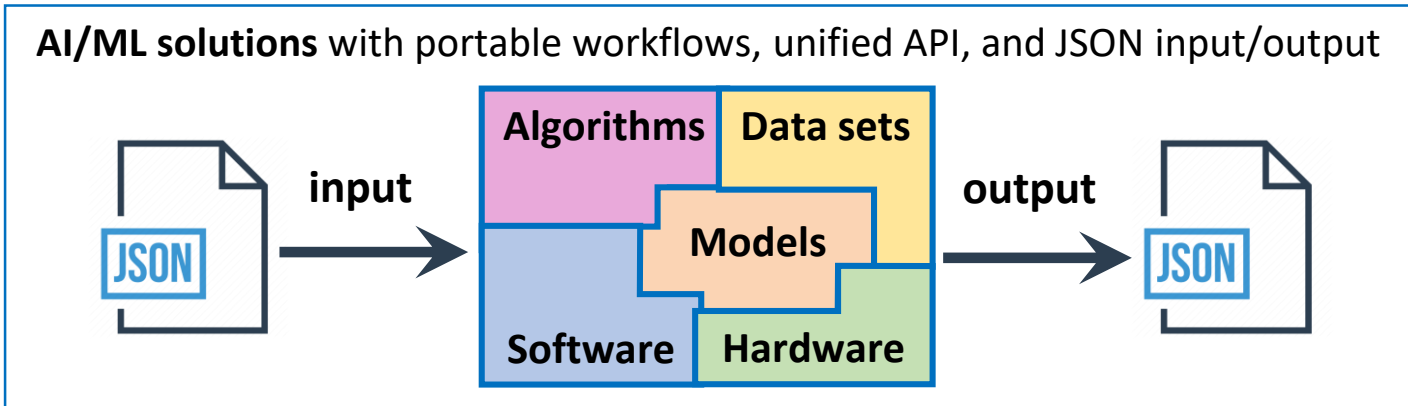 AI/ML solutions with portable workflows, unified API, and JSON input/output
Algorithms
Data sets
input
output
Models
JSON
JSON
Software
Hardware